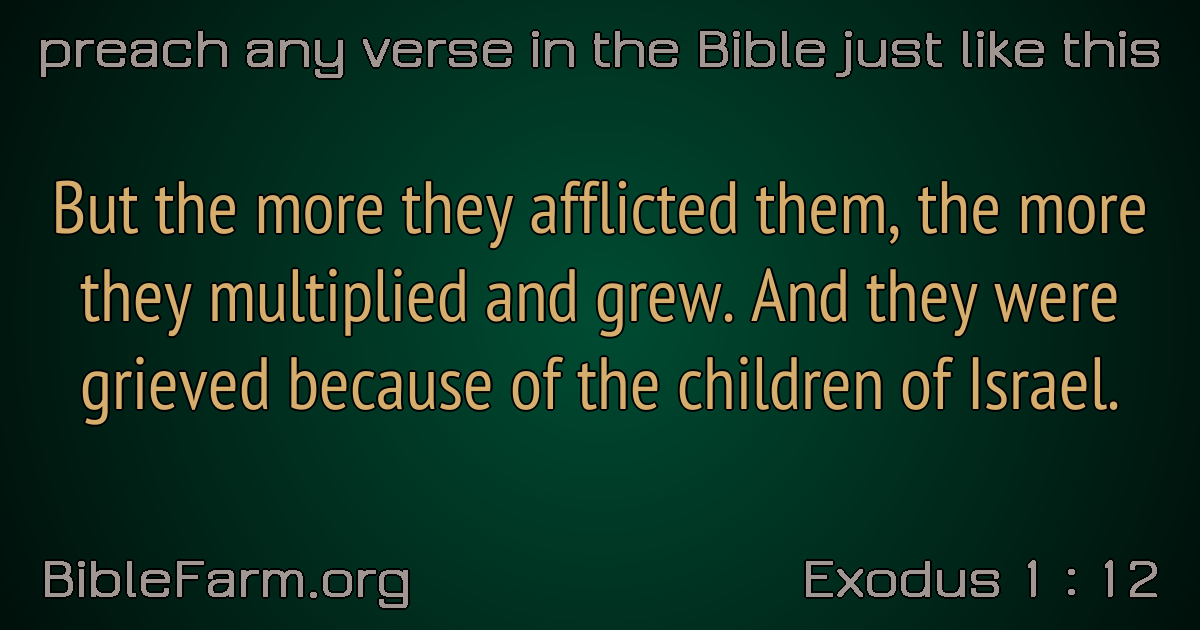 preach any verse in the Bible just like this
But the more they afflicted them, the more
they multiplied and grew. And they were
grieved because of the children of Israel.
BibleFarm.org
Exodus 1 : 12